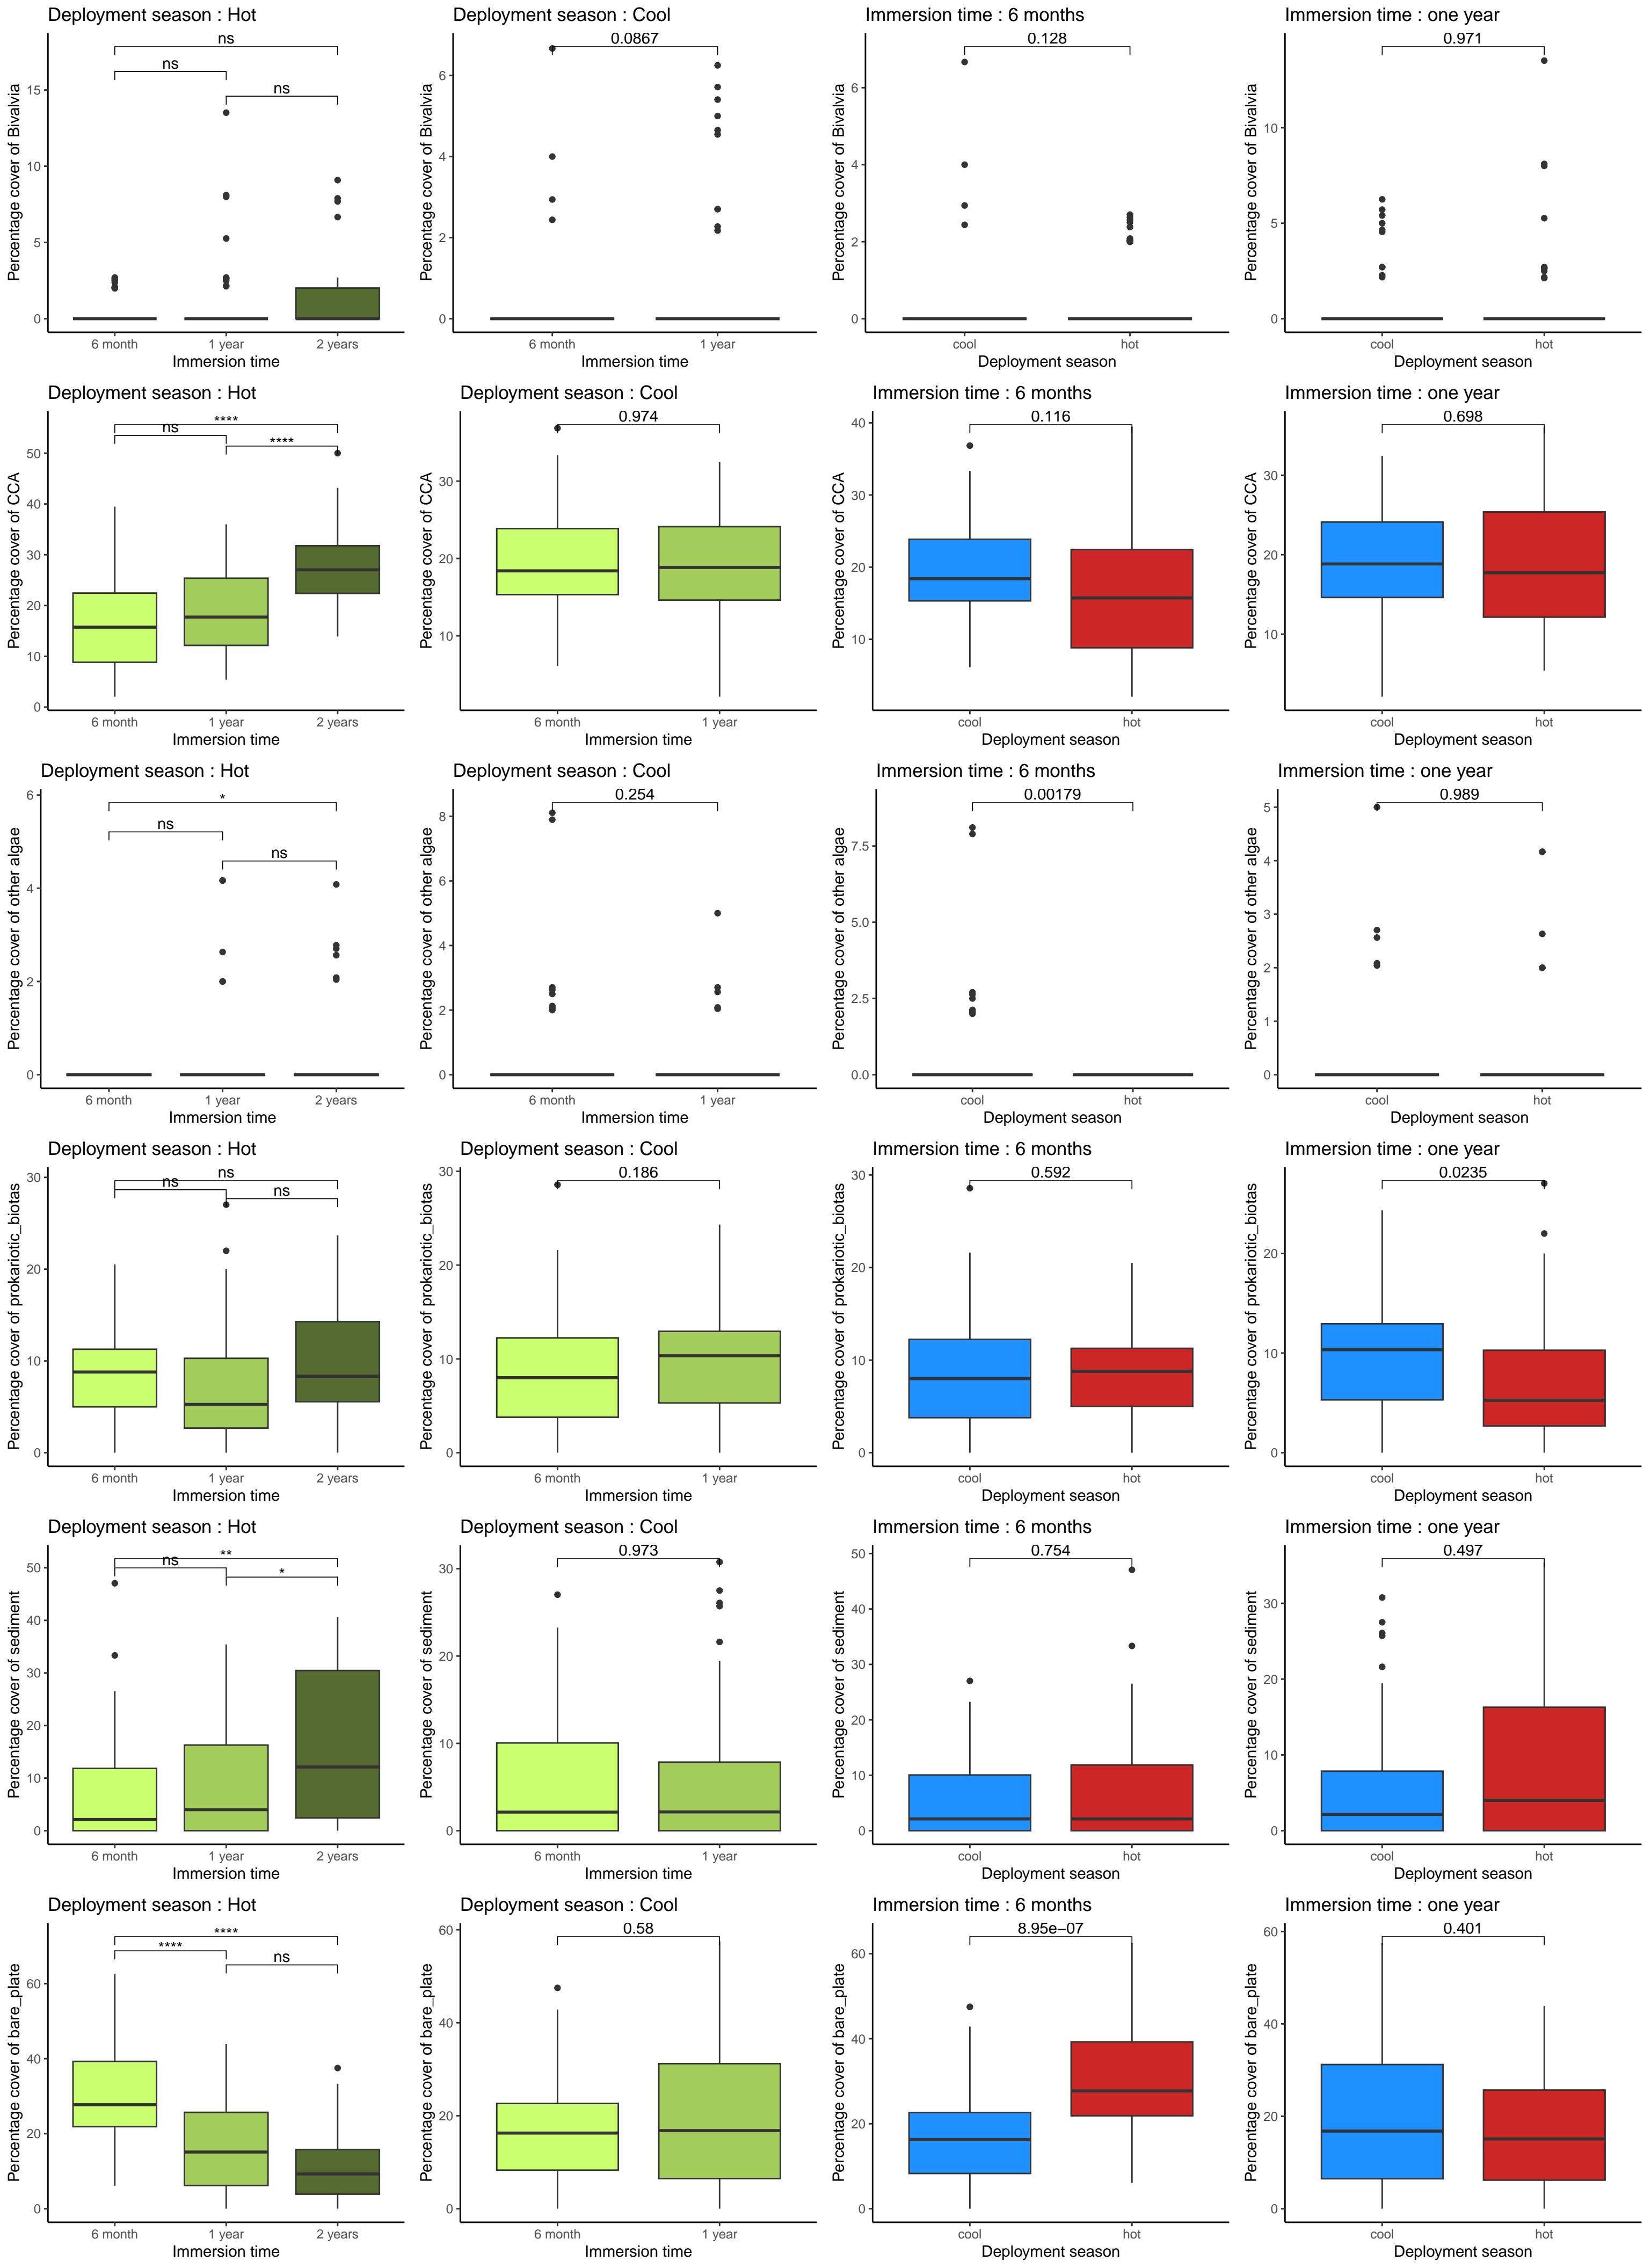 Deployment season : Hot
Deployment season : Cool
Immersion time : 6 months
Immersion time : one year
Percentage cover of Bivalvia
15
10
5
0
ns
ns
ns
6 month
1 year
2 years
Immersion time
Percentage cover of Bivalvia
6
4
2
0
0.0867
6 month
1 year
Immersion time
Percentage cover of Bivalvia
6
4
2
0
0.128
cool
hot
Deployment season
Percentage cover of Bivalvia
10
5
0
0.971
cool
hot
Deployment season
Deployment season : Hot
Deployment season : Cool
Immersion time : 6 months
Immersion time : one year
Percentage cover of CCA
50
40
30
20
10
0
****
ns
****
6 month
1 year
2 years
Immersion time
Percentage cover of CCA
30
20
10
0.974
6 month
1 year
Immersion time
Percentage cover of CCA
40
30
20
10
0.116
cool
hot
Deployment season
Percentage cover of CCA
30
20
10
0.698
cool
hot
Deployment season
Deployment season : Hot
Deployment season : Cool
Immersion time : 6 months
Immersion time : one year
Percentage cover of other algae
6
4
2
0
*
ns
ns
6 month
1 year
2 years
Immersion time
Percentage cover of other algae
8
6
4
2
0
0.254
6 month
1 year
Immersion time
Percentage cover of other algae
7.5
5.0
2.5
0.0
0.00179
cool
hot
Deployment season
Percentage cover of other algae
5
4
3
2
1
0
0.989
cool
hot
Deployment season
Deployment season : Hot
Deployment season : Cool
Immersion time : 6 months
Immersion time : one year
Percentage cover of prokariotic_biotas
30
20
10
0
ns
ns
ns
6 month
1 year
2 years
Immersion time
Percentage cover of prokariotic_biotas
30
20
10
0
0.186
6 month
1 year
Immersion time
Percentage cover of prokariotic_biotas
30
20
10
0
0.592
cool
hot
Deployment season
Percentage cover of prokariotic_biotas
20
10
0
0.0235
cool
hot
Deployment season
Deployment season : Hot
Deployment season : Cool
Immersion time : 6 months
Immersion time : one year
Percentage cover of sediment
50
40
30
20
10
0
**
ns
*
6 month
1 year
2 years
Immersion time
Percentage cover of sediment
30
20
10
0
0.973
6 month
1 year
Immersion time
Percentage cover of sediment
50
40
30
20
10
0
0.754
cool
hot
Deployment season
Percentage cover of sediment
30
20
10
0
0.497
cool
hot
Deployment season
Deployment season : Hot
Deployment season : Cool
Immersion time : 6 months
Immersion time : one year
Percentage cover of bare_plate
60
40
20
0
****
****
ns
6 month
1 year
2 years
Immersion time
Percentage cover of bare_plate
60
40
20
0
0.58
6 month
1 year
Immersion time
Percentage cover of bare_plate
60
40
20
0
8.95e−07
cool
hot
Deployment season
Percentage cover of bare_plate
60
40
20
0
0.401
cool
hot
Deployment season